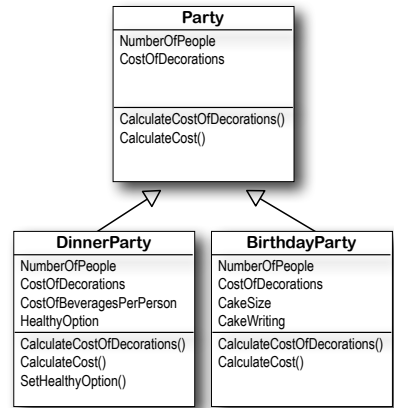 Party
NumberOfPeople
CostOfDecorations
CalculateCostOfDecorations()
CalculateCost()
DinnerParty
NumberOfPeople
CostOfDecorations
CostOfBeveragesPerPerson
HealthyOption
CalculateCostOfDecorations()
CalculateCost()
SetHealthyOption()
BirthdayParty
NumberOfPeople
CostOfDecorations
CakeSize
CakeWriting
CalculateCostOfDecorations()
CalculateCost()